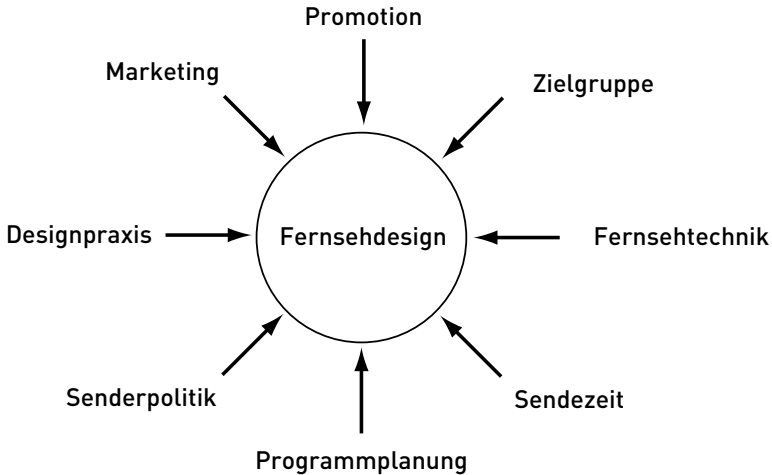 Promotion
Marketing
Zielgruppe
Designpraxis
Fernsehdesign
Fernsehtechnik
Senderpolitik
Sendezeit
Programmplanung